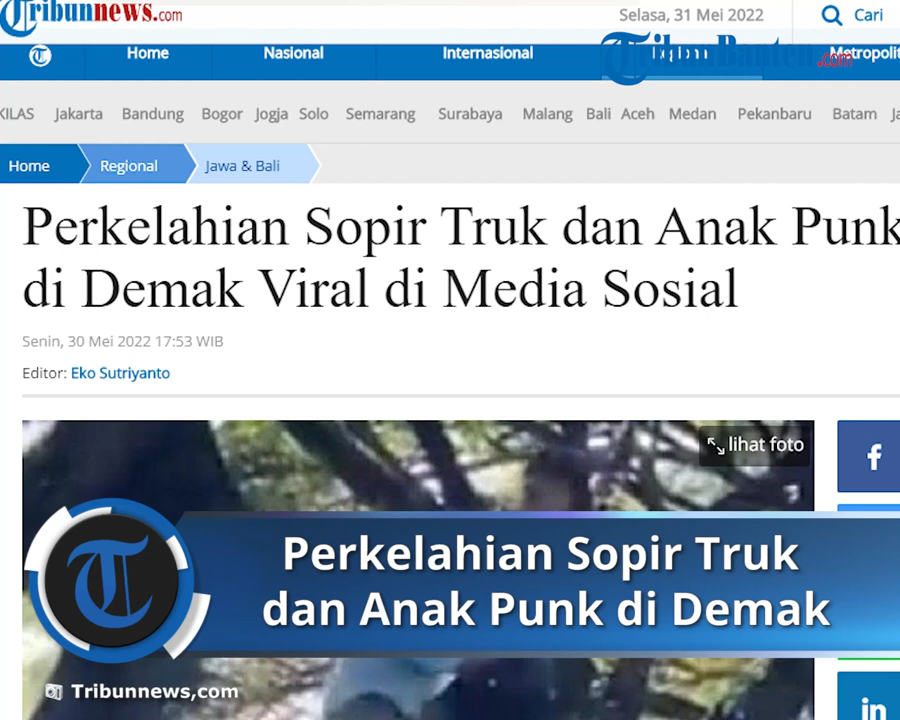 Tribunnews.com
Selasa, 31 Mei 2022
Cari
Home Nasional Internasional
TribunBanten.com
KILAS Jakarta Bandung Bogor Jogja Solo Semarang Surabaya Malang Bali Aceh Medan Pekanbaru Batam
Home Regional Jawa & Bali
Perkelahian Sopir Truk dan Anak Punk
di Demak Viral di Media Sosial
Senin, 30 Mei 2022 17:53 WIB
Editor: Eko Sutriyanto
lihat foto
f
Perkelahian Sopir Truk
dan Anak Punk di Demak
Tribunnews,com
in